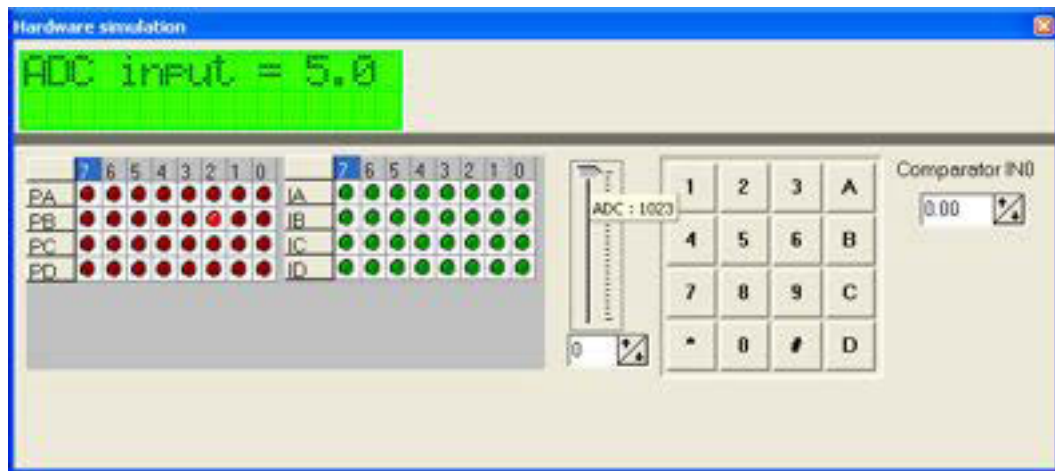 Hardware simulation
ADC input = 5.0
7 6 5 4 3 2 1 0
PA
PB
PC
PD
7 6 5 4 3 2 1 0
IA
IB
IC
ID
ADC : 1023
0
1 2 3 A
4 5 6 B
7 8 9 C
* 0 # D
Comparator IN0
0.00